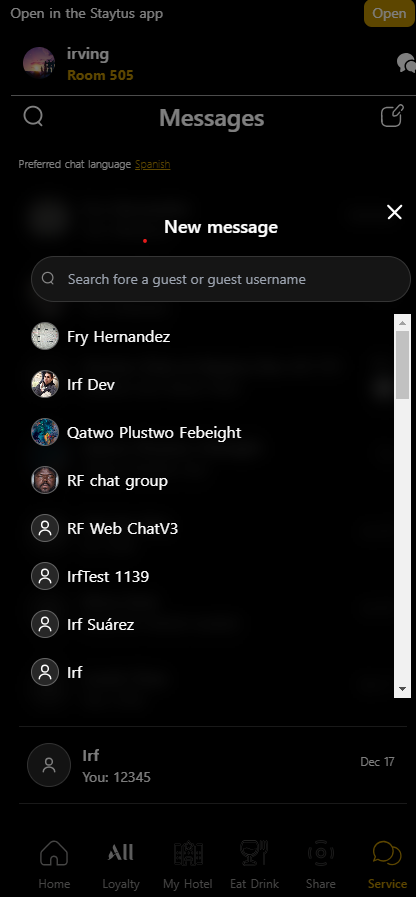 Open in the Staytus app
Open
irving
Room 505
Messages
Preferred chat language Spanish
New message
Search fore a guest or guest username
Fry Hernandez
Irf Dev
Qatwo Plustwo Febeight
RF chat group
RF Web ChatV3
IrfTest 1139
Irf Suárez
Irf
Irf
Dec 17
You: 12345
All
Home
Loyalty
My Hotel
Eat Drink
Share
Service